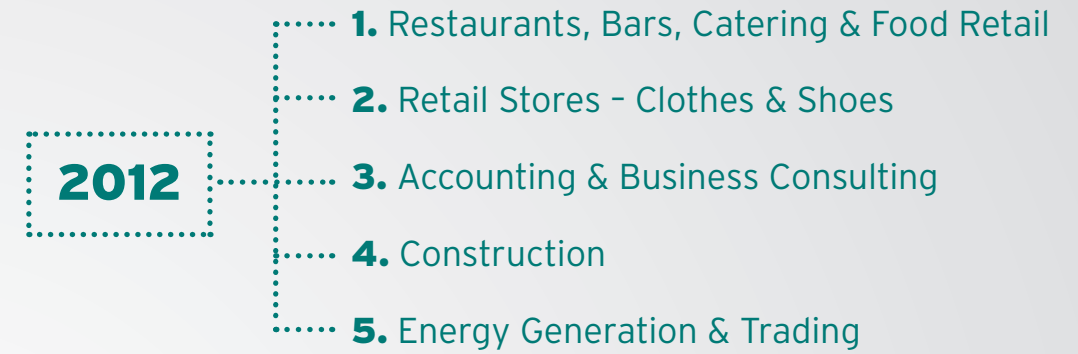 1. Restaurants, Bars, Catering & Food Retail
2. Retail Stores – Clothes & Shoes
2012
3. Accounting & Business Consulting
4. Construction
5. Energy Generation & Trading